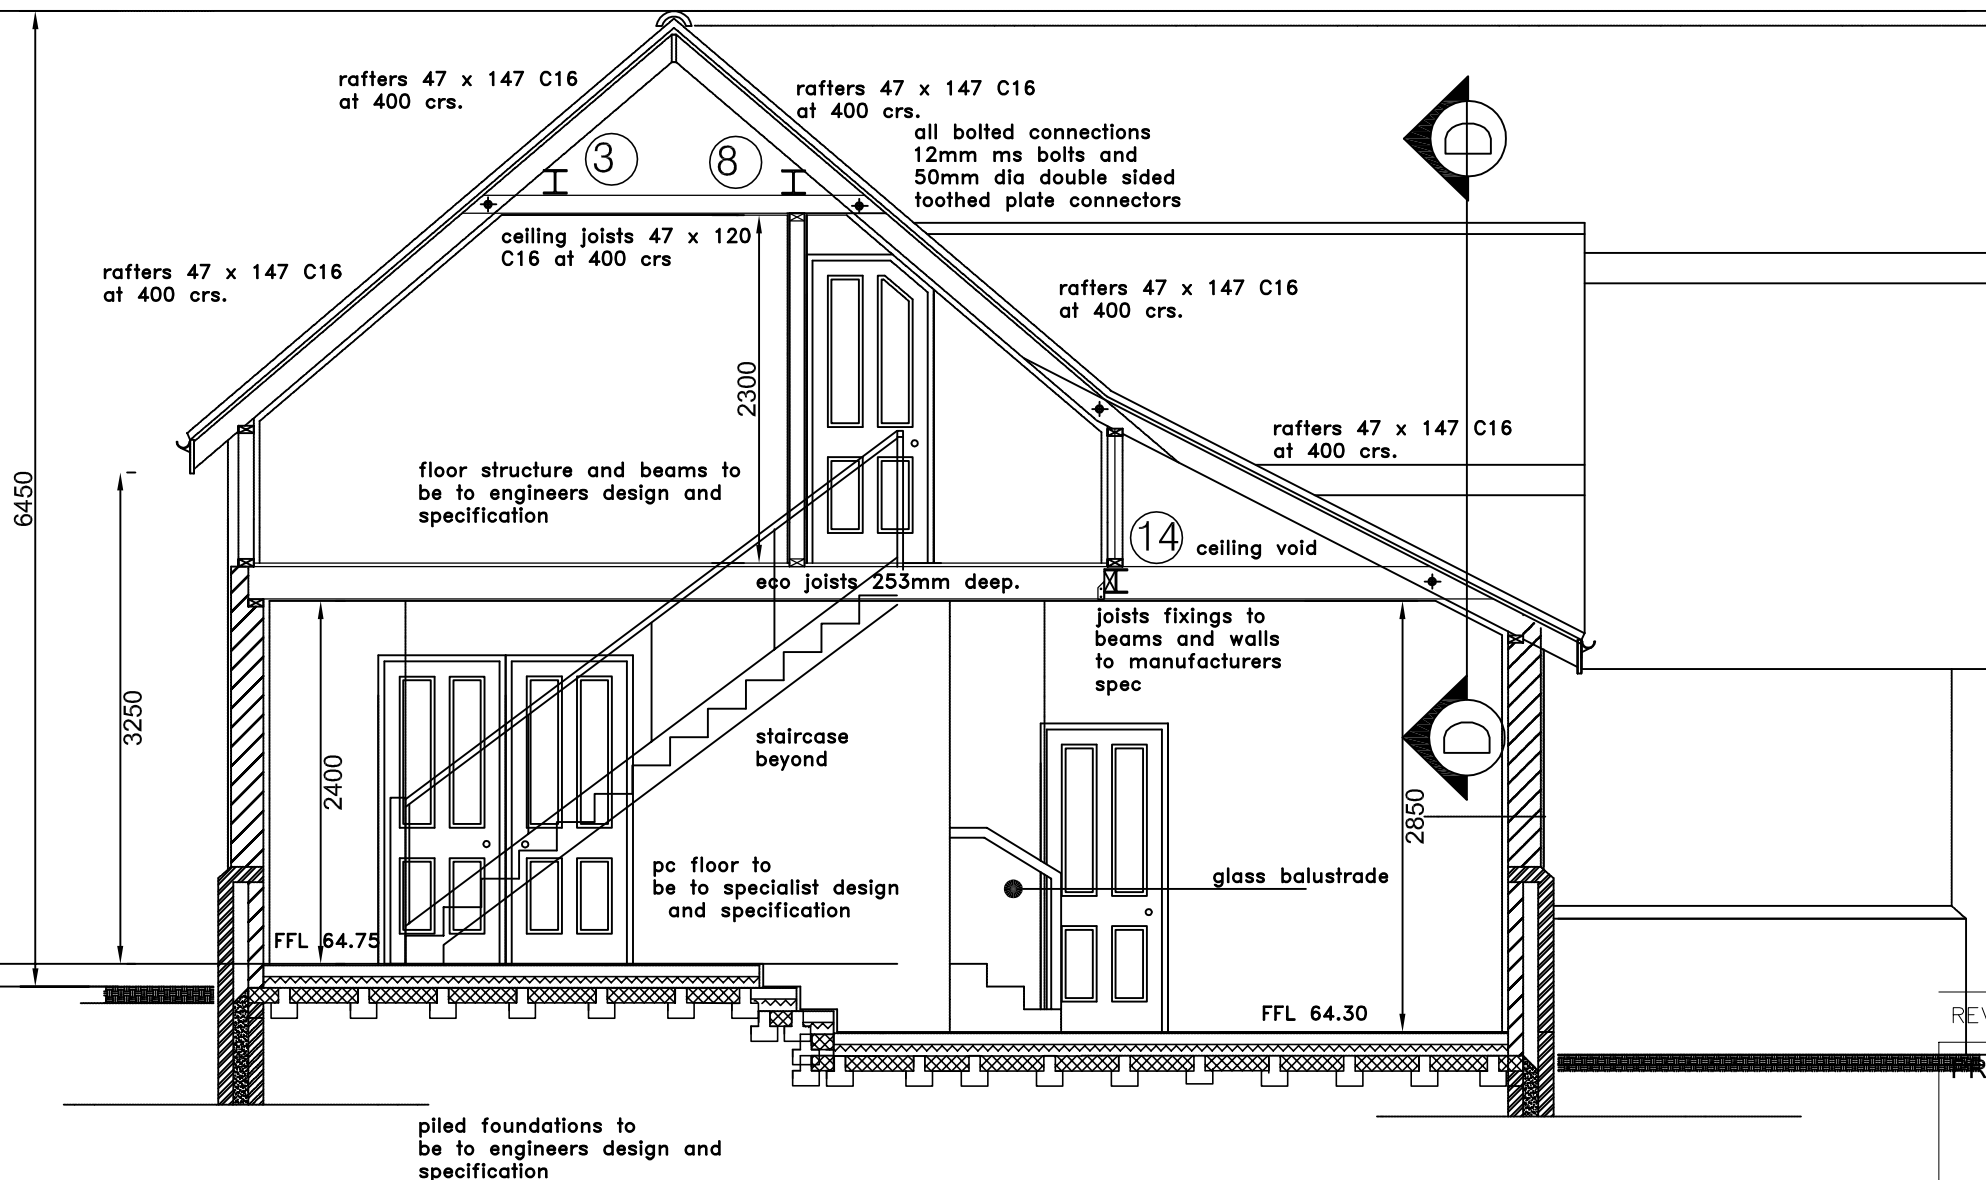 rafters 47 x 147 C16
at 400 crs.
rafters 47 x 147 C16
at 400 crs.
all bolted connections
12mm ms bolts and
50mm dia double sided
toothed plate connectors
3
8
D
ceiling joists 47 x 120
C16 at 400 crs
rafters 47 x 147 C16
at 400 crs.
rafters 47 x 147 C16
at 400 crs.
2300
rafters 47 x 147 C16
at 400 crs.
6450
floor structure and beams to
be to engineers design and
specification
14
ceiling void
eco joists 253mm deep.
joists fixings to
beams and walls
to manufacturers
spec
3250
2400
staircase
beyond
D
2850
pc floor to
be to specialist design
and specification
glass balustrade
FFL 64.75
FFL 64.30
REV
PR
piled foundations to
be to engineers design and
specification